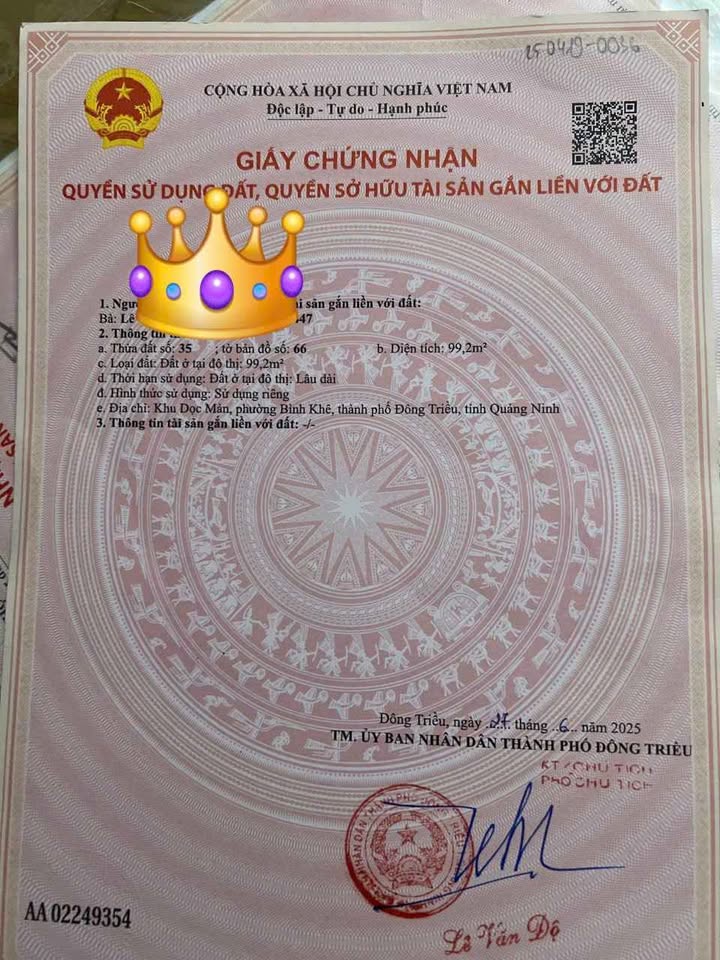 25-0419-0036
CỘNG HÒA XÃ HỘI CHỦ NGHĨA VIỆT NAM
Độc lập - Tự do - Hạnh phúc
GIẤY CHỨNG NHẬN
QUYỀN SỬ DỤNG ĐẤT, QUYỀN SỞ HỮU TÀI SẢN GẮN LIỀN VỚI ĐẤT
1. sản gắn liền với đất:
Bà: Lê 47
2. Thông
a. Thửa đất số: 35 ; tờ bản đồ số: 66 b. Diện tích: 99,2m²
c. Loại đất: Đất ở tại đô thị: 99,2m²
d. Thời hạn sử dụng: Đất ở tại đô thị: Lâu dài
đ. Hình thức sử dụng: Sử dụng riêng
e. Địa chỉ: Khu Dọc Mản, phường Bình Khê, thành phố Đông Triều, tỉnh Quảng Ninh
3. Thông tin tài sản gắn liền với đất: -/-
Đông Triều, ngày 27 tháng 6 năm 2025
TM. ỦY BAN NHÂN DÂN THÀNH PHỐ ĐÔNG TRIỀU
KT. CHỦ TỊCH
PHÓ CHỦ TỊCH
Lê Văn Độ
AA 02249354